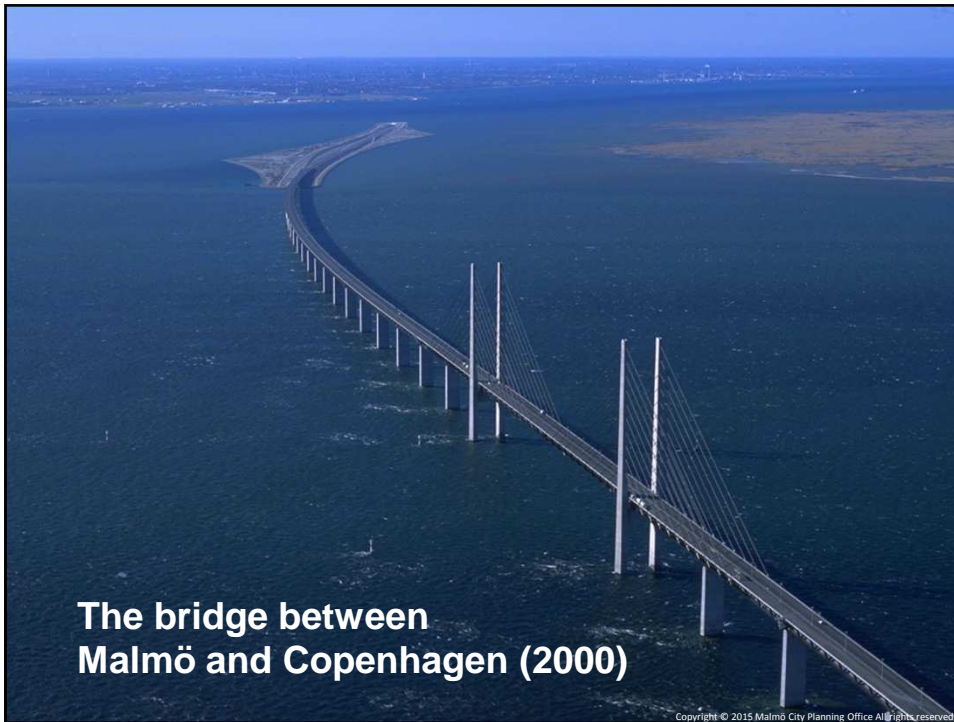 The bridge between
Malmö and Copenhagen (2000)
Copyright © 2015 Malmö City Planning Office All rights reserved